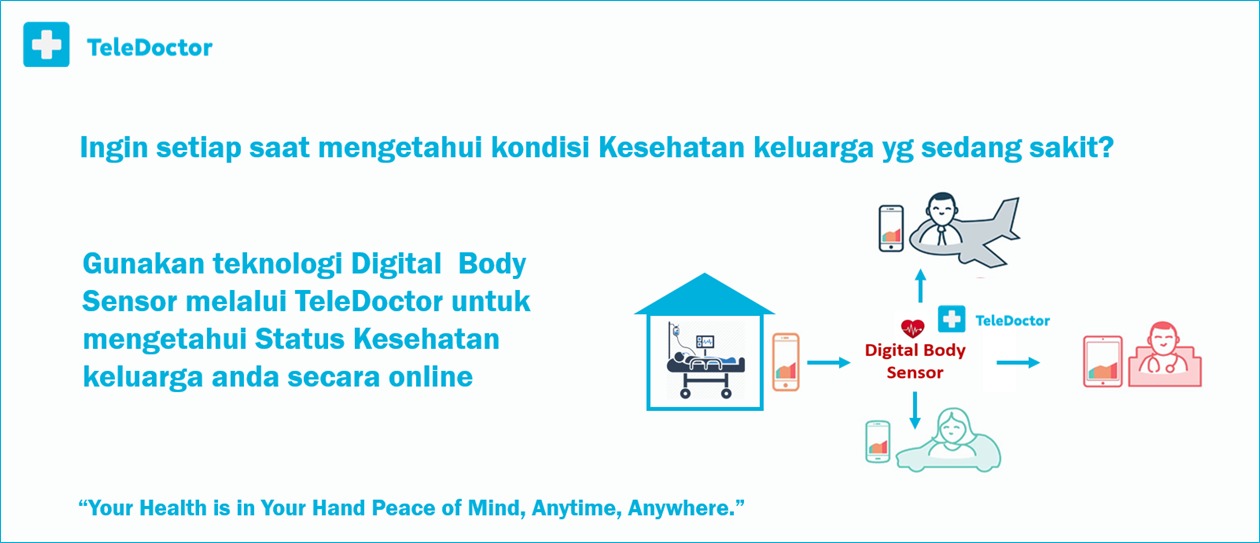 TeleDoctor
Ingin setiap saat mengetahui kondisi Kesehatan keluarga yg sedang sakit?
Gunakan teknologi Digital Body
Sensor melalui TeleDoctor untuk
mengetahui Status Kesehatan
keluarga anda secara online
TeleDoctor
Digital Body
Sensor
“Your Health is in Your Hand Peace of Mind, Anytime, Anywhere.”